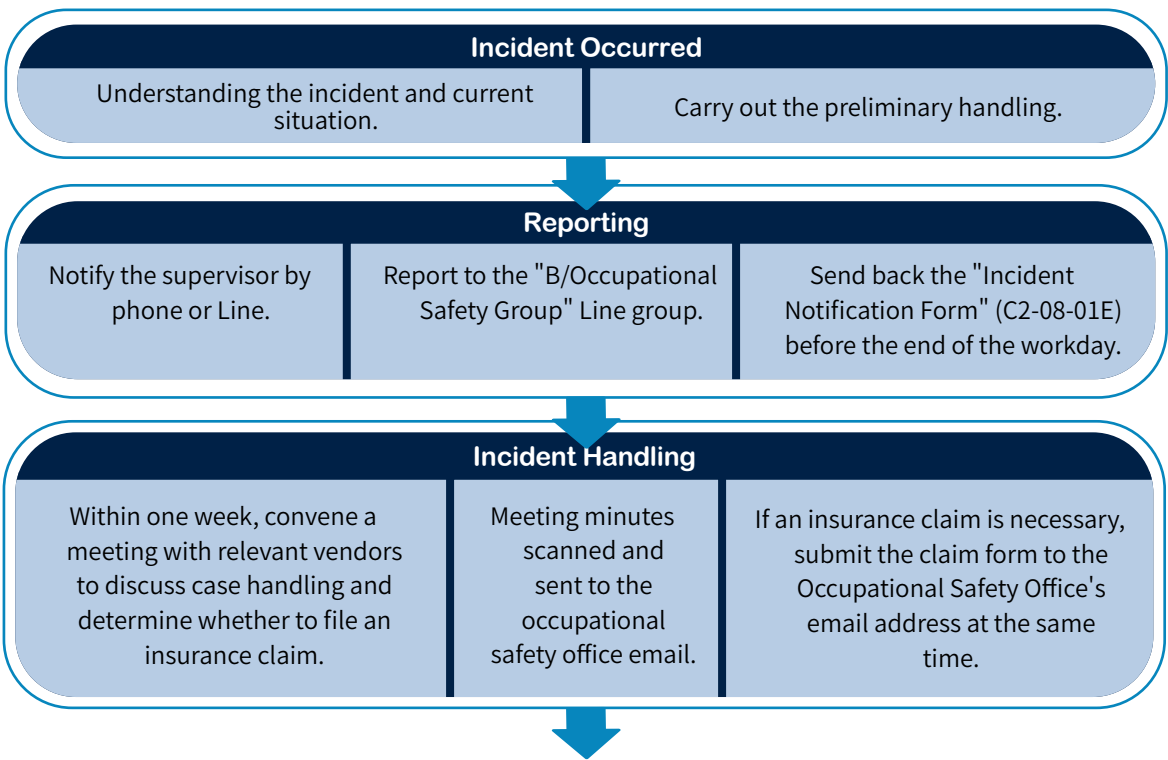 Incident Occurred
Understanding the incident and current
situation.
Carry out the preliminary handling.
Reporting
Notify the supervisor by
phone or Line.
Report to the "B/Occupational
Safety Group" Line group.
Send back the "Incident
Notification Form" (C2-08-01E)
before the end of the workday.
Incident Handling
Within one week, convene a
meeting with relevant vendors
to discuss case handling and
determine whether to file an
insurance claim.
Meeting minutes
scanned and
sent to the
occupational
safety office email.
If an insurance claim is necessary,
submit the claim form to the
Occupational Safety Office's
email address at the same
time.